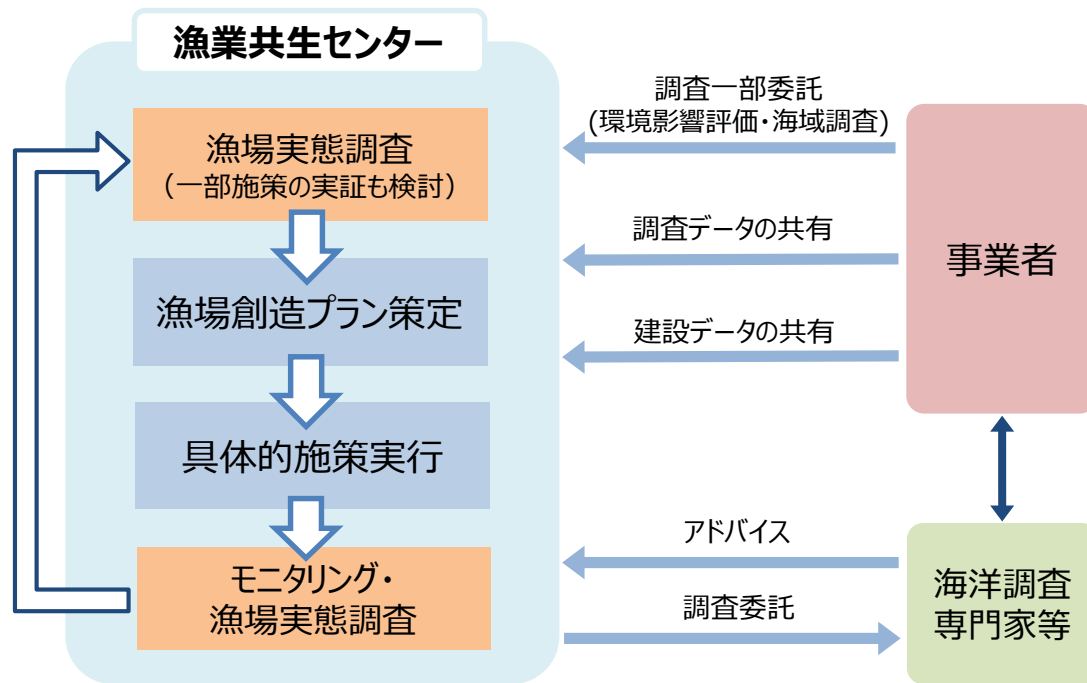 漁業共生センター
漁場実態調査
（一部施策の実証も検討）
漁場創造プラン策定
具体的施策実行
モニタリング・
漁場実態調査
調査一部委託
(環境影響評価・海域調査)
調査データの共有
建設データの共有
アドバイス
調査委託
事業者
海洋調査
専門家等